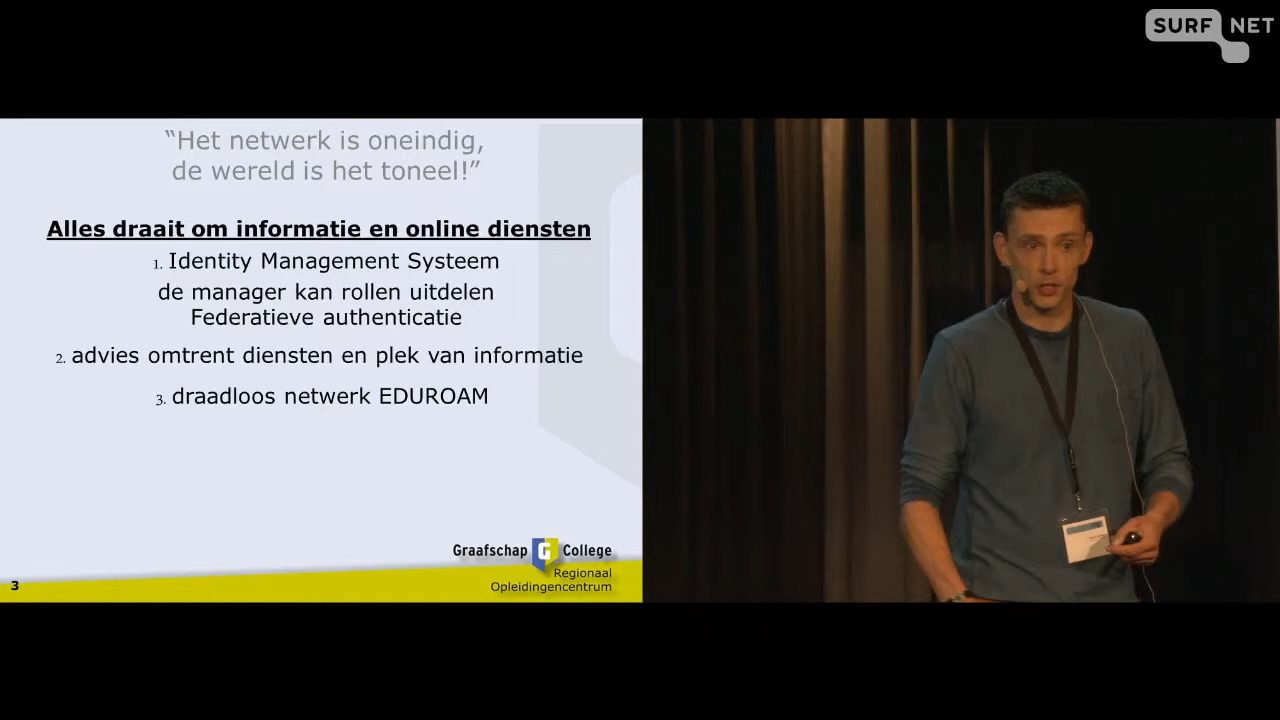 SURF NET
“Het netwerk is oneindig,
de wereld is het toneel!”
Alles draait om informatie en online diensten
1. Identity Management Systeem
de manager kan rollen uitdelen
Federatieve authenticatie
2. advies omtrent diensten en plek van informatie
3. draadloos netwerk EDUROAM
Graafschap G College
Regionaal
Opleidingencentrum
3